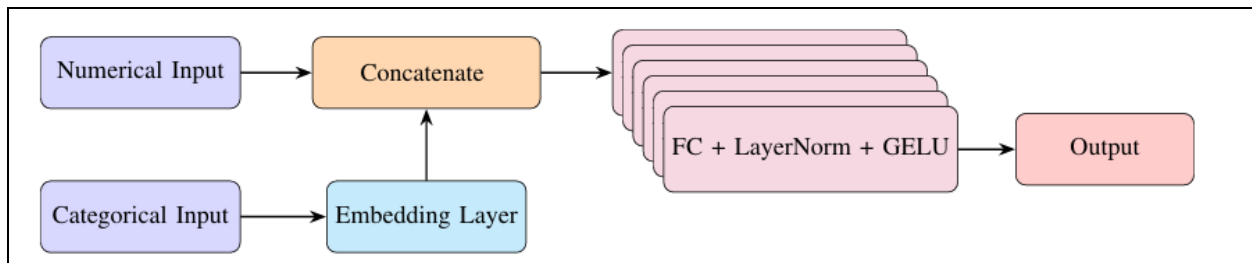 Numerical Input
Concatenate
FC + LayerNorm + GELU
Output
Categorical Input
Embedding Layer